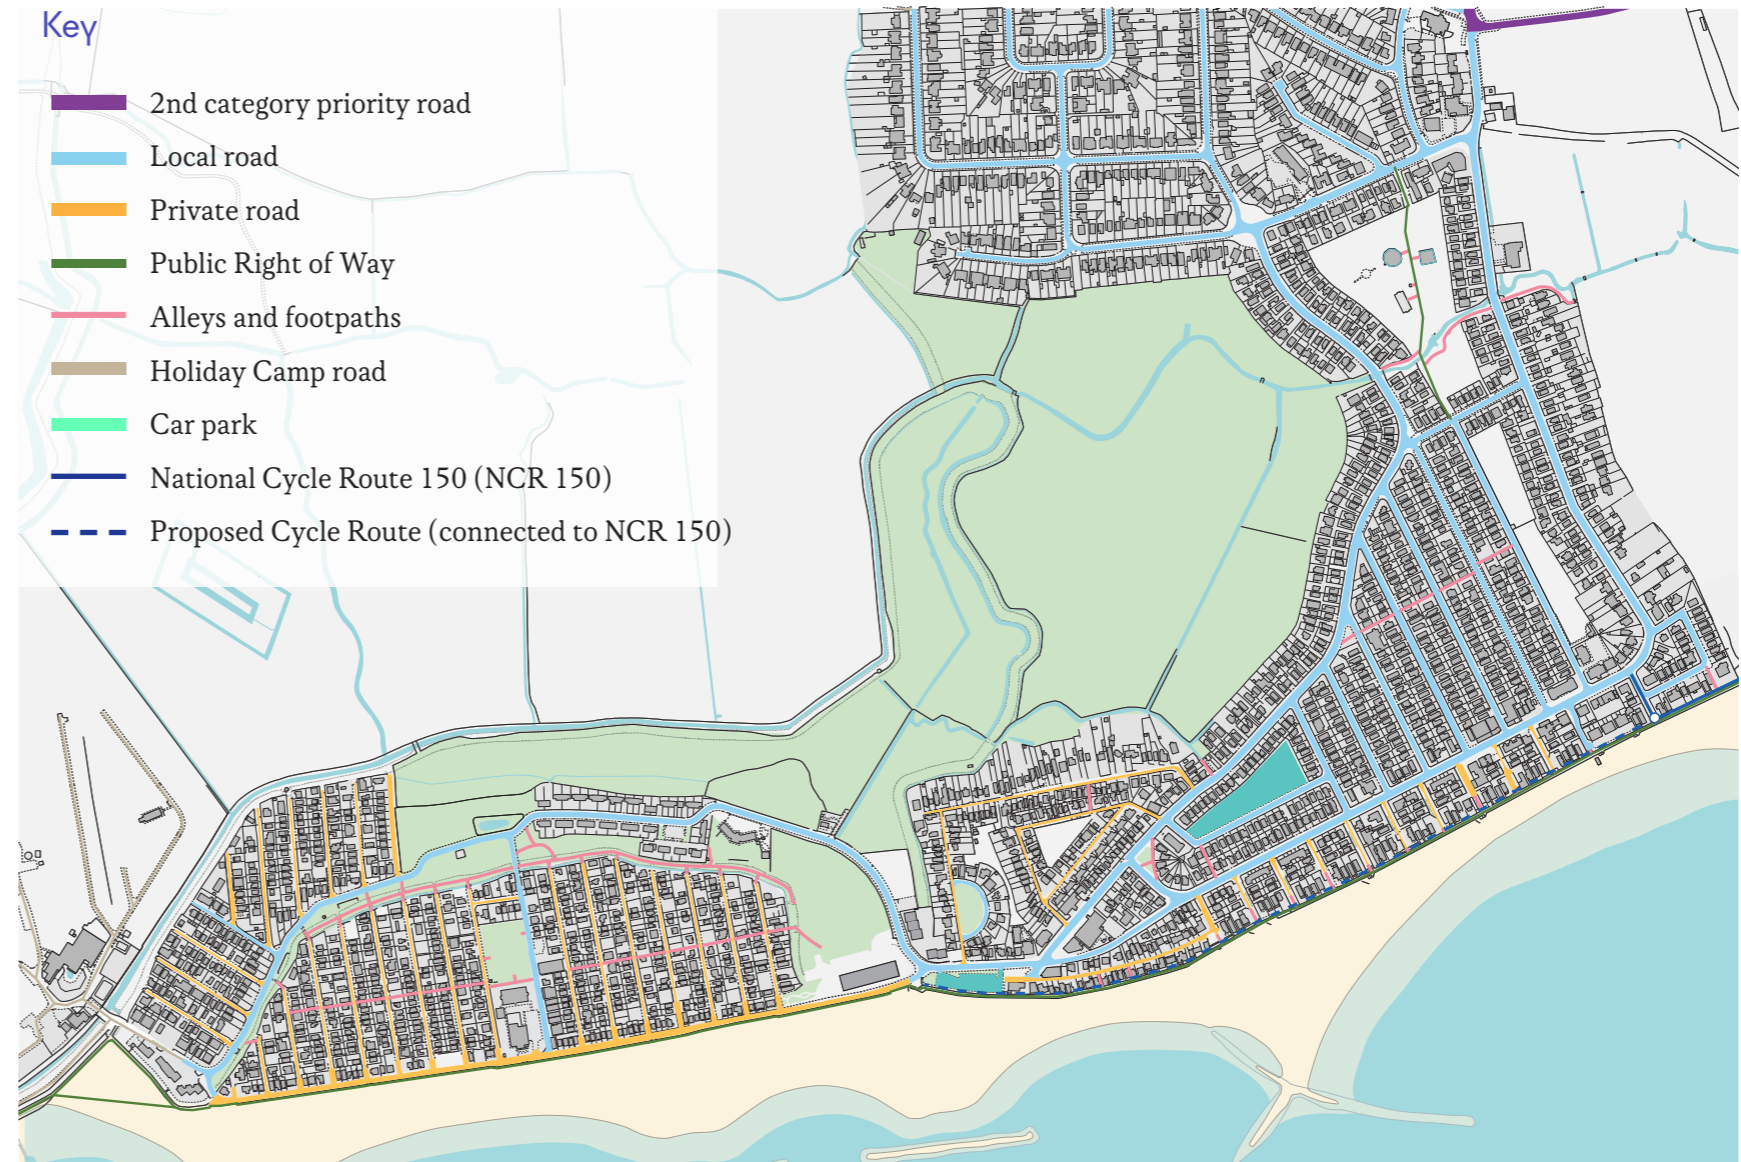 Key
2nd category priority road
Local road
Private road
Public Right of Way
Alleys and footpaths
Holiday Camp road
Car park
National Cycle Route 150 (NCR 150)
Proposed Cycle Route (connected to NCR 150)